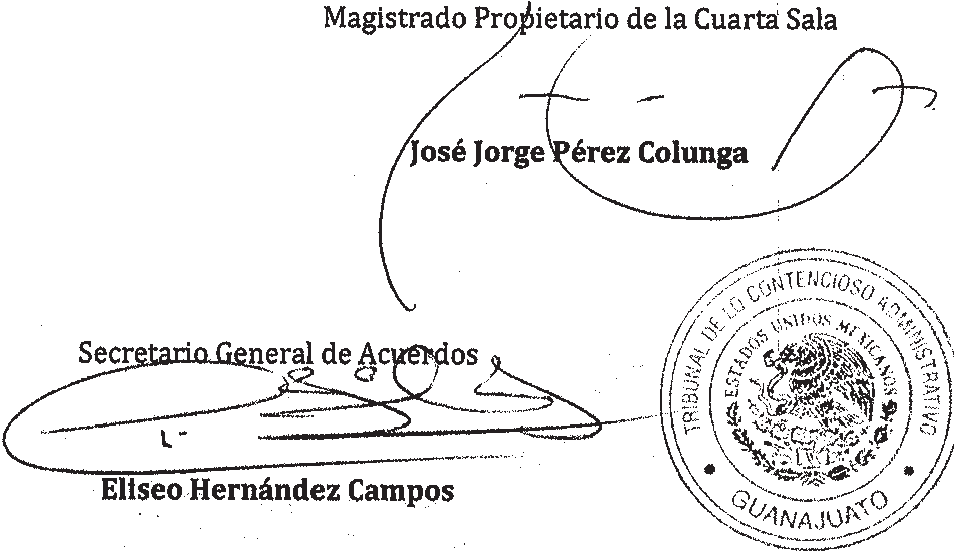 Magistrado Propietario de la Cuarta Sala
José Jorge Pérez Colunga
Secretario General de Acuerdos
Eliseo Hernández Campos
TRIBUNAL DE LO CONTENCIOSO ADMINISTRATIVO
ESTADOS UNIDOS MEXICANOS
GUANAJUATO